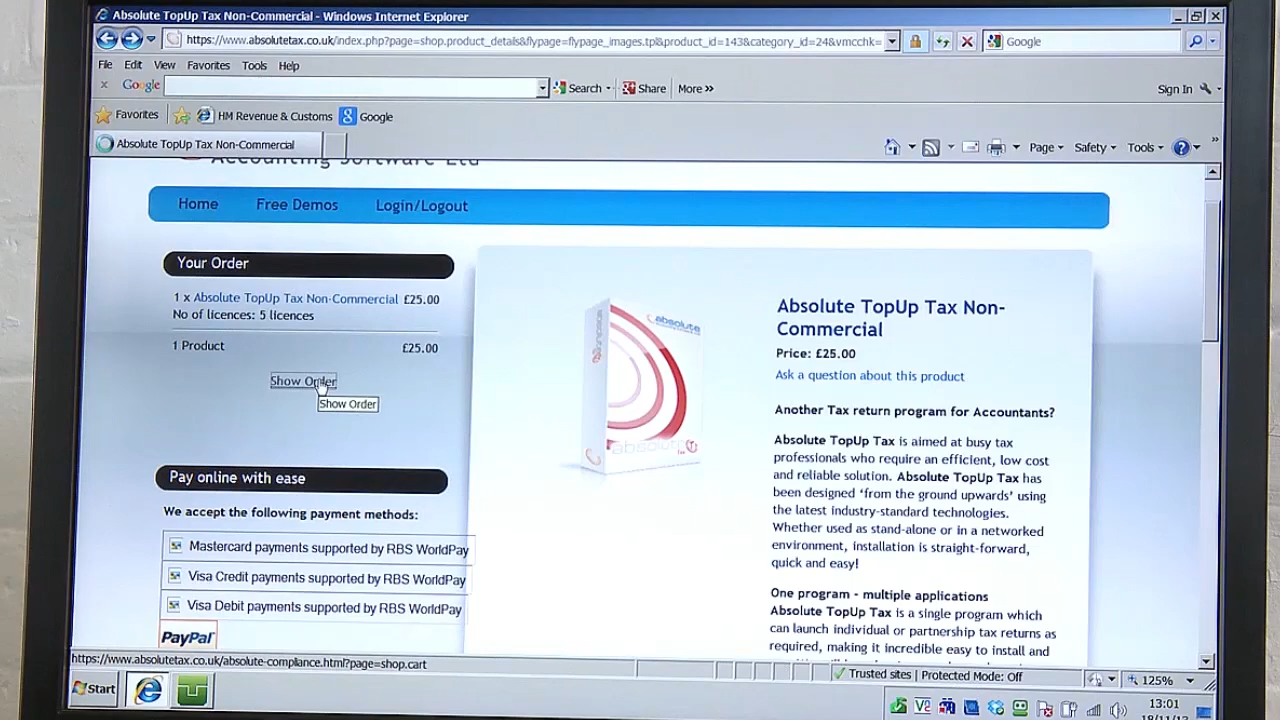 Absolute TopUp Tax Non-Commercial - Windows Internet Explorer
https://www.absolutetax.co.uk/index.php?page=shop.product_details&flypage=flypage_images.tpl&product_id=143&category_id=24&vmcchk=
Google
File Edit View Favorites Tools Help
x Google Search Share More »
Sign In
Favorites HM Revenue & Customs Google
Absolute TopUp Tax Non-Commercial
Page Safety Tools
Accounting Software Ltd
Home Free Demos Login/Logout
Your Order
1 x Absolute TopUp Tax Non-Commercial £25.00
No of licences: 5 licences
1 Product £25.00
Show Order
Show Order
Pay online with ease
We accept the following payment methods:
Mastercard payments supported by RBS WorldPay
Visa Credit payments supported by RBS WorldPay
Visa Debit payments supported by RBS WorldPay
PayPal
absolute
Absolute TopUp Tax Non-
Commercial
Price: £25.00
Ask a question about this product
Another Tax return program for Accountants?
Absolute TopUp Tax is aimed at busy tax
professionals who require an efficient, low cost
and reliable solution. Absolute TopUp Tax has
been designed ‘from the ground upwards’ using
the latest industry-standard technologies.
Whether used as stand-alone or in a networked
environment, installation is straight-forward,
quick and easy!
One program - multiple applications
Absolute TopUp Tax is a single program which
can launch individual or partnership tax returns as
required, making it incredible easy to install and
https://www.absolutetax.co.uk/absolute-compliance.html?page=shop.cart
Trusted sites | Protected Mode: Off
125%
Start
13:01